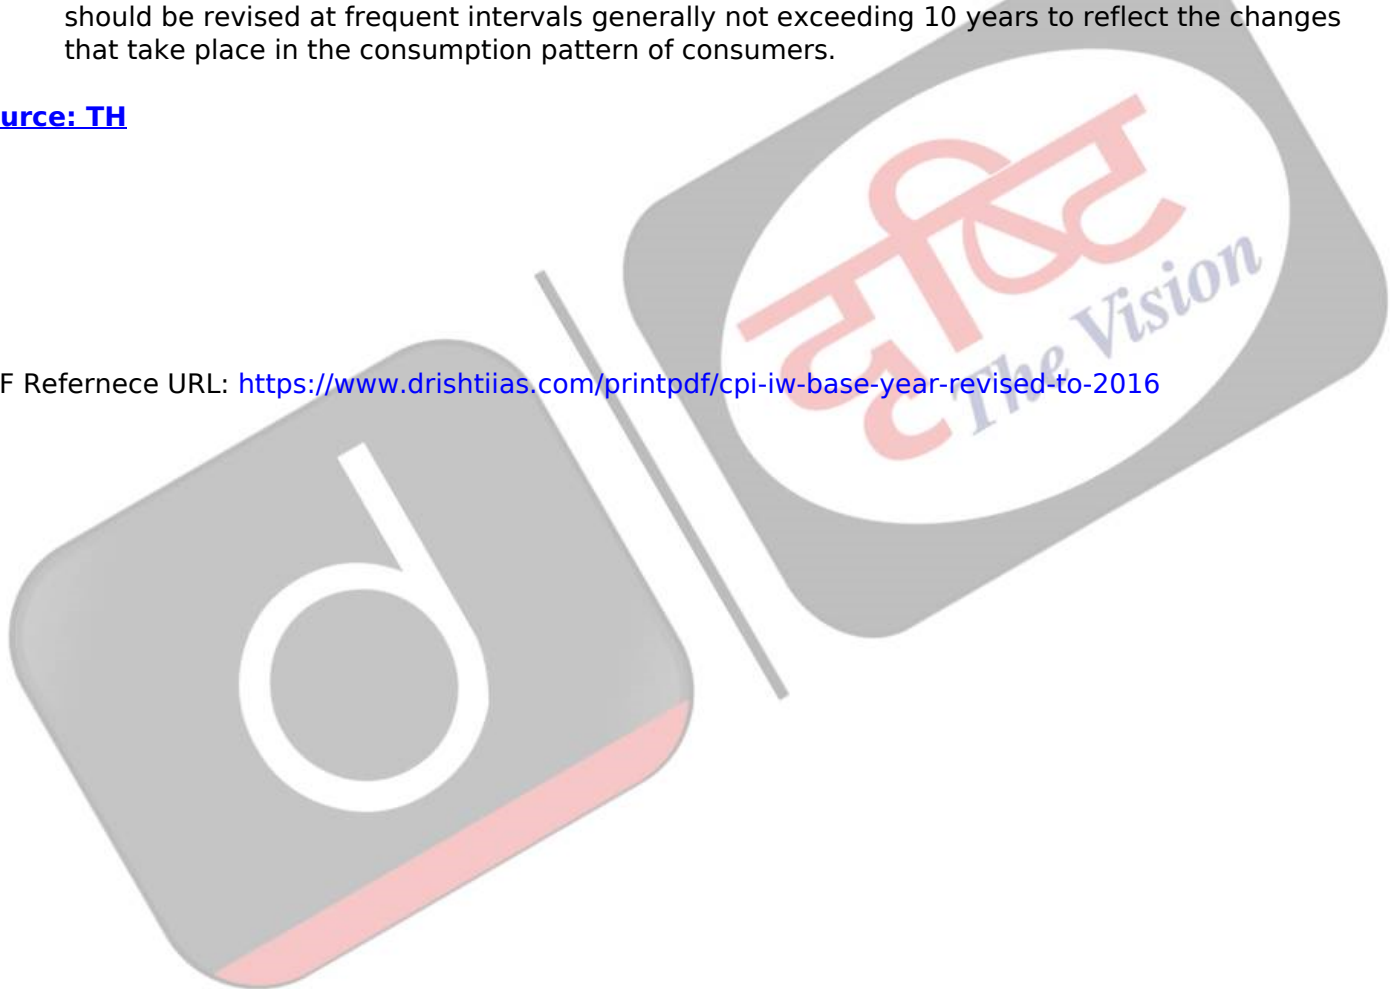 should be revised at frequent intervals generally not exceeding 10 years to reflect the changes
that take place in the consumption pattern of consumers.
urce: TH
दृष्टि
The Vision
F Refernece URL: https://www.drishtiias.com/printpdf/cpi-iw-base-year-revised-to-2016
d